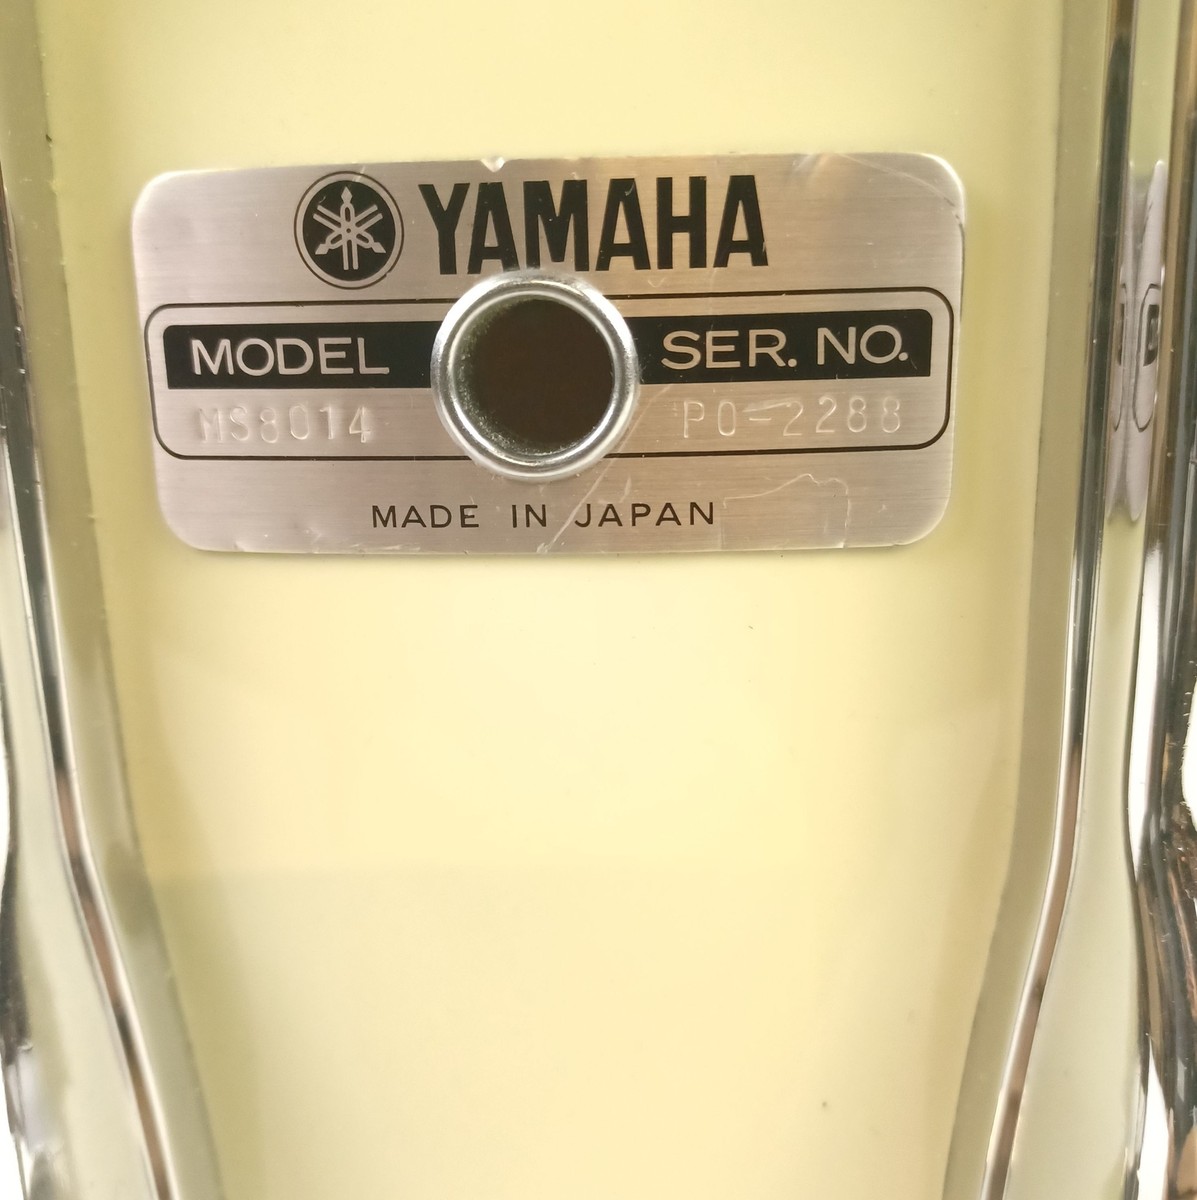 YAMAHA
MODEL SER. NO.
MS8014 PO-2288
MADE IN JAPAN